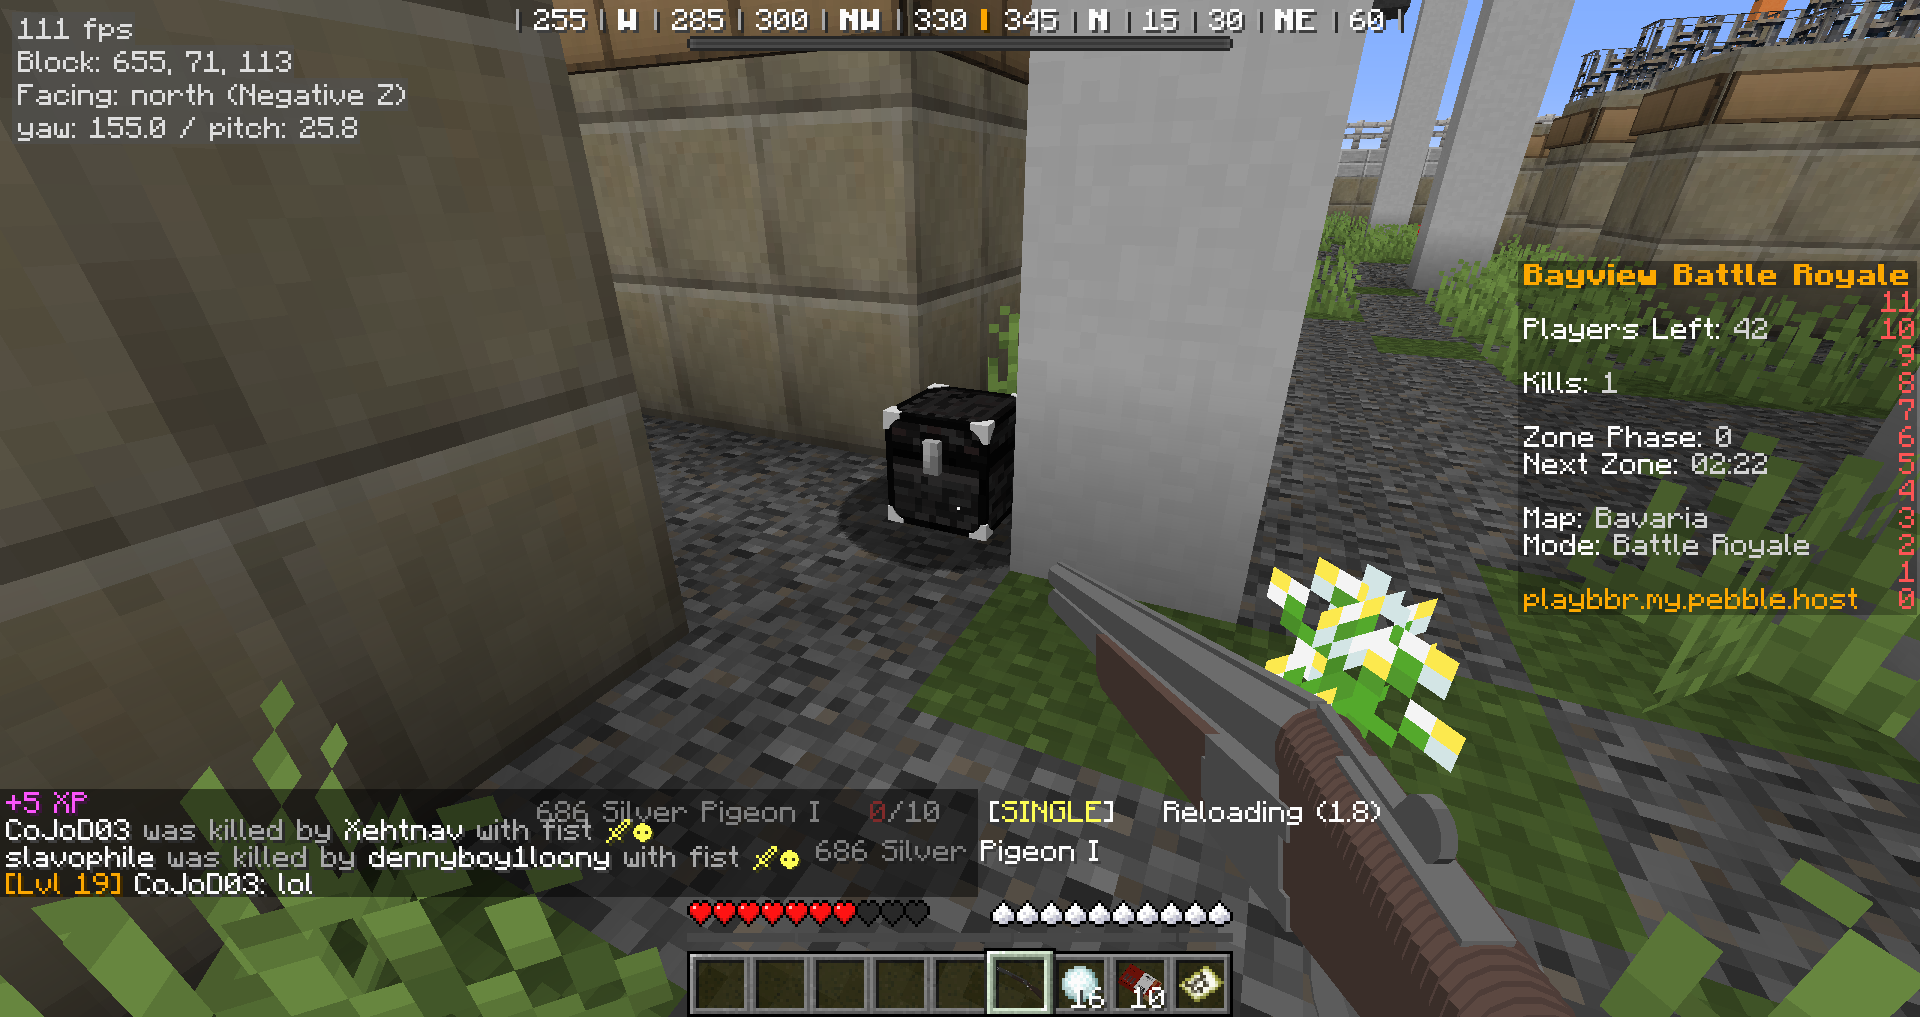 | 255 | W | 285 | 300 | NW | 330 | 345 | N | 15 | 30 | NE | 60 |
111 fps
Block: 655, 71, 113
Facing: north (Negative Z)
yaw: 155.0 / pitch: 25.8
Bayview Battle Royale
11
Players Left: 42 10
9
Kills: 1 8
7
Zone Phase: 0 6
Next Zone: 02:22 5
4
Map: Bavaria 3
Mode: Battle Royale 2
1
playbbr.my.pebble.host 0
+5 XP
686 Silver Pigeon I 0/10 [SINGLE] Reloading (1.8)
CoJoD03 was killed by Xehtnav with fist
slavophile was killed by dennyboy1loony with fist
686 Silver Pigeon I
[Lvl 19] CoJoD03: lol
16
10